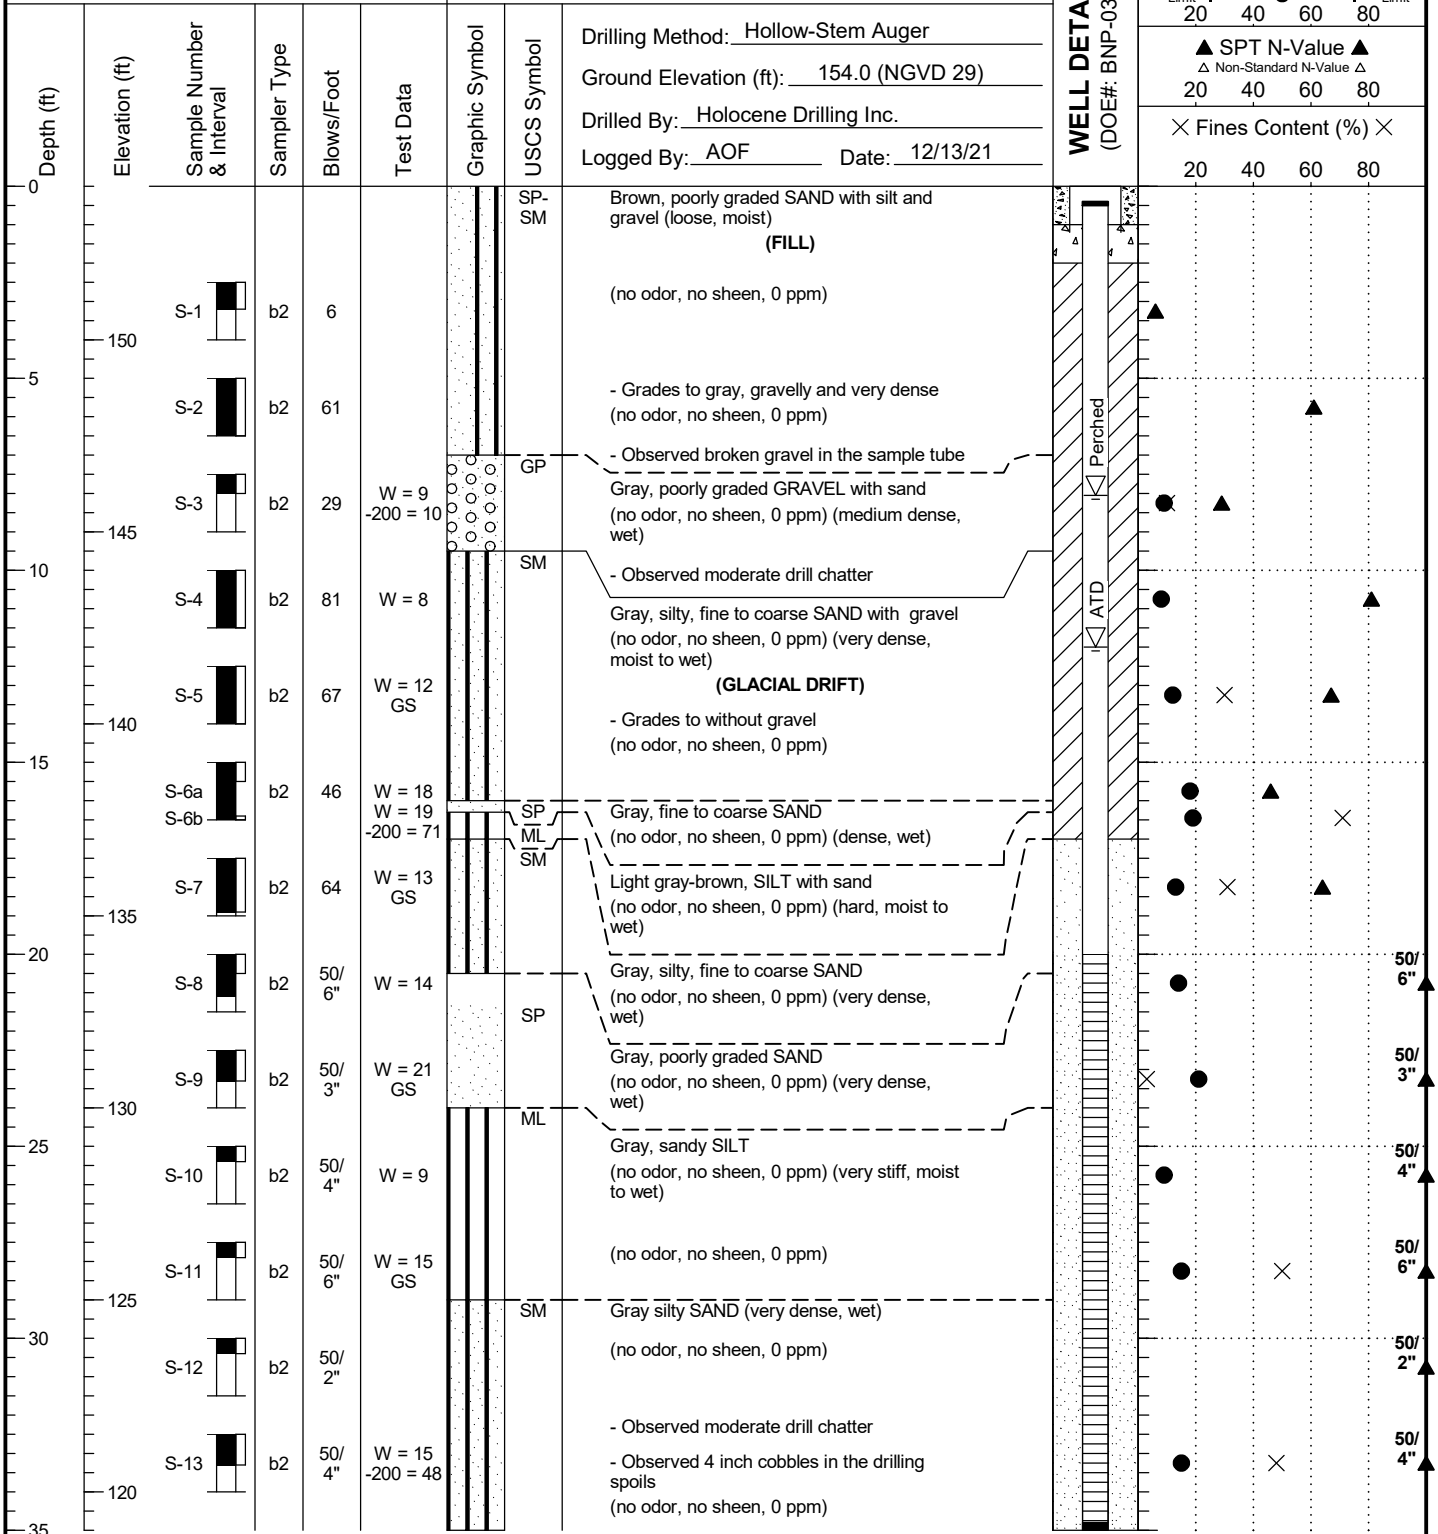 Drilling Method: Hollow-Stem Auger
Ground Elevation (ft): 154.0 (NGVD 29)
Drilled By: Holocene Drilling Inc.
Logged By: AOF Date: 12/13/21
Depth (ft)
Elevation (ft)
Sample Number
& Interval
Sampler Type
Blows/Foot
Test Data
Graphic Symbol
USCS Symbol
WELL DETA
(DOE#: BNP-03
20 40 60 80
▲ SPT N-Value ▲
△ Non-Standard N-Value △
20 40 60 80
✕ Fines Content (%) ✕
20 40 60 80
0
SP-
SM
Brown, poorly graded SAND with silt and
gravel (loose, moist)
(FILL)
(no odor, no sheen, 0 ppm)
S-1 b2 6
150
5
- Grades to gray, gravelly and very dense
S-2 b2 61
(no odor, no sheen, 0 ppm)
- Observed broken gravel in the sample tube
Perched
GP
Gray, poorly graded GRAVEL with sand
S-3 b2 29
W = 9
-200 = 10
(no odor, no sheen, 0 ppm) (medium dense,
wet)
145
SM
10
- Observed moderate drill chatter
S-4 b2 81 W = 8
ATD
Gray, silty, fine to coarse SAND with gravel
(no odor, no sheen, 0 ppm) (very dense,
moist to wet)
(GLACIAL DRIFT)
S-5 b2 67
W = 12
GS
140
- Grades to without gravel
(no odor, no sheen, 0 ppm)
15
S-6a b2 46 W = 18
S-6b
W = 19
-200 = 71
SP
Gray, fine to coarse SAND
ML
(no odor, no sheen, 0 ppm) (dense, wet)
SM
S-7 b2 64
W = 13
GS
Light gray-brown, SILT with sand
(no odor, no sheen, 0 ppm) (hard, moist to
wet)
135
20
S-8 b2
50/
6"
W = 14
Gray, silty, fine to coarse SAND
(no odor, no sheen, 0 ppm) (very dense,
wet)
50/
6"
SP
Gray, poorly graded SAND
S-9 b2
50/
3"
W = 21
GS
(no odor, no sheen, 0 ppm) (very dense,
wet)
50/
3"
130
ML
25
Gray, sandy SILT
S-10 b2
50/
4"
W = 9
(no odor, no sheen, 0 ppm) (very stiff, moist
to wet)
50/
4"
(no odor, no sheen, 0 ppm)
S-11 b2
50/
6"
W = 15
GS
50/
6"
125
SM
Gray silty SAND (very dense, wet)
30
(no odor, no sheen, 0 ppm)
S-12 b2
50/
2"
50/
2"
- Observed moderate drill chatter
S-13 b2
50/
4"
W = 15
-200 = 48
- Observed 4 inch cobbles in the drilling
spoils
50/
4"
120
(no odor, no sheen, 0 ppm)
35